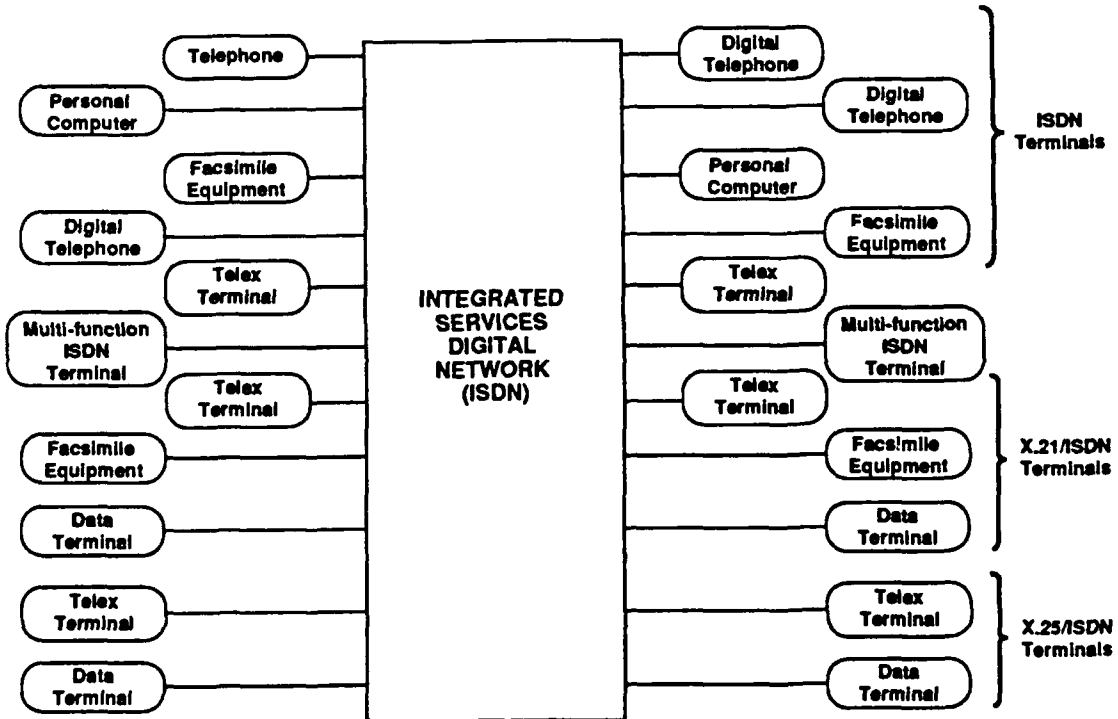 Telephone
Personal
Computer
Facsimile
Equipment
Digital
Telephone
Telex
Terminal
Multi-function
ISDN
Terminal
Telex
Terminal
Facsimile
Equipment
Data
Terminal
Telex
Terminal
Data
Terminal
INTEGRATED
SERVICES
DIGITAL
NETWORK
(ISDN)
Digital
Telephone
Digital
Telephone
Personal
Computer
Facsimile
Equipment
Telex
Terminal
Multi-function
ISDN
Terminal
Telex
Terminal
Facsimile
Equipment
Data
Terminal
Telex
Terminal
Data
Terminal
ISDN
Terminals
X.21/ISDN
Terminals
X.25/ISDN
Terminals